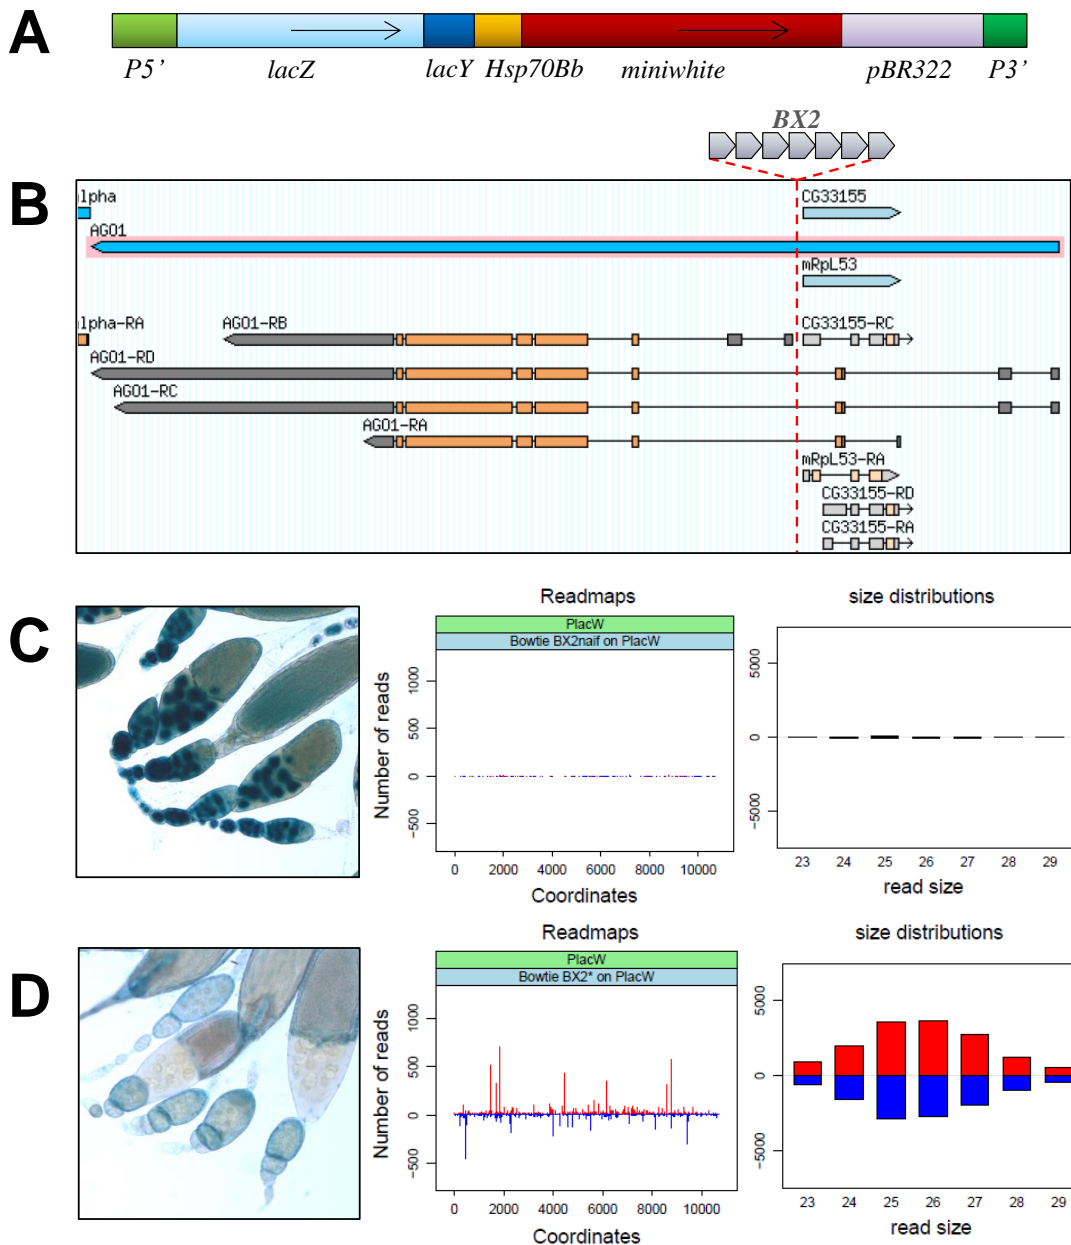 A
P5’ lacZ lacY Hsp70Bb miniwhite pBR322 P3’
BX2
B
lpha CG33155
AGO1
mRpL53
lpha-RA AGO1-RB CG33155-RC
AGO1-RD
AGO1-RC
AGO1-RA
mRpL53-RA
CG33155-RD
CG33155-RA
C
Readmaps
PlacW
Bowtie BX2naif on PlacW
Number of reads
1000
500
0
−500
0 2000 4000 6000 8000 10000
Coordinates
size distributions
5000
0
−5000
23 24 25 26 27 28 29
read size
D
Readmaps
PlacW
Bowtie BX2* on PlacW
Number of reads
1000
500
0
−500
0 2000 4000 6000 8000 10000
Coordinates
size distributions
5000
0
−5000
23 24 25 26 27 28 29
read size